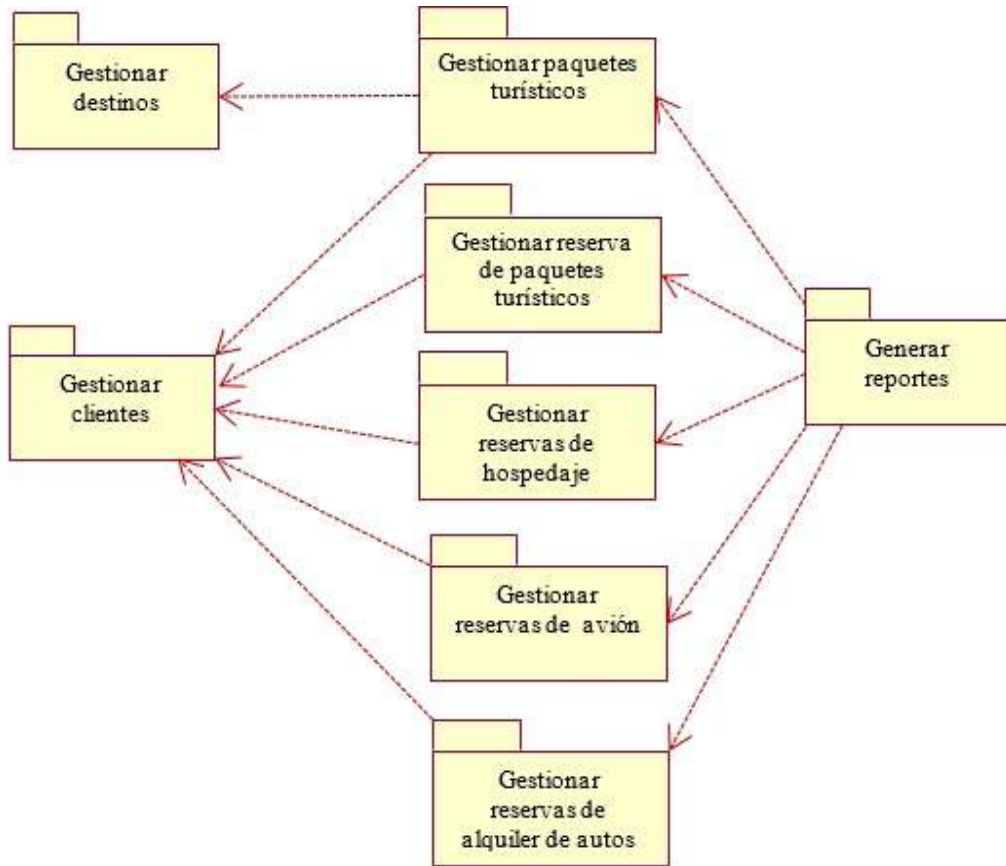 Gestionar
destinos
Gestionar paquetes
turísticos
Gestionar reserva
de paquetes
turísticos
Gestionar
clientes
Generar
reportes
Gestionar
reservas de
hospedaje
Gestionar
reservas de avión
Gestionar
reservas de
alquiler de autos